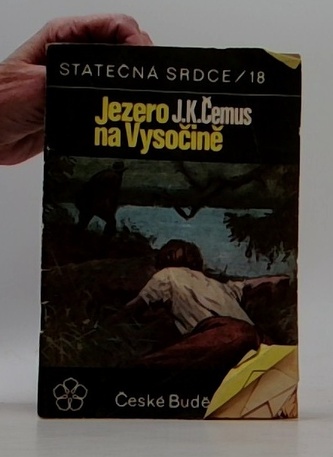 STATEČNÁ SRDCE/18
Jezero J.K.Čemus
na Vysočině
České Budě